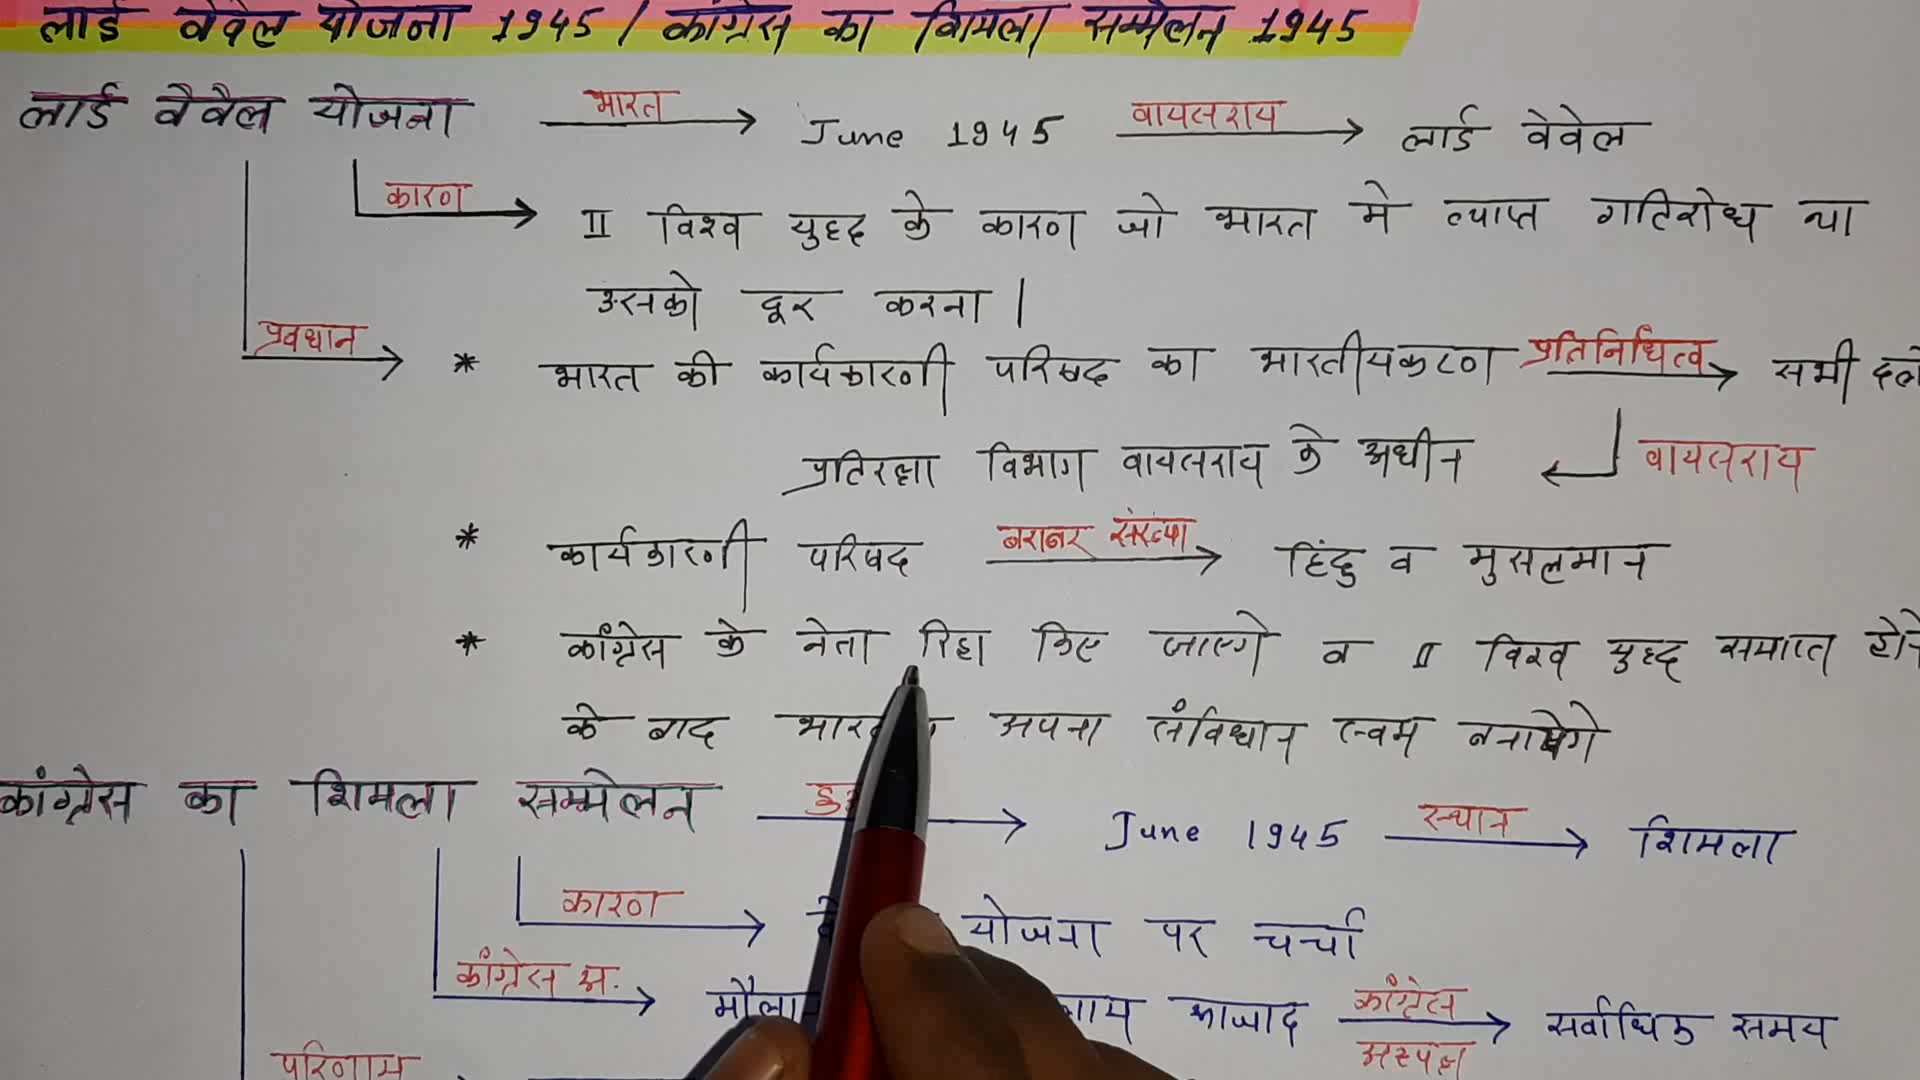 लार्ड वेवेल योजना 1945 / कांग्रेस का शिमला सम्मेलन 1945
लार्ड वेवेल योजना भारत June 1945 वायसराय लार्ड वेवेल
कारण II विश्व युद्ध के कारण जो भारत मे व्याप्त गतिरोध था
उसको दूर करना।
प्रवधान * भारत की कार्यकारणी परिषद का भारतीयकरण प्रतिनिधित्व सभी दलो
प्रतिरक्षा विभाग वायसराय के अधीन वायसराय
* कार्यकारणी परिषद बराबर संख्या हिंदु व मुसलमान
* कांग्रेस के नेता रिहा किए जाएगे व II विश्व युद्ध समाप्त होने
के बाद अपना संविधान स्वम बनायेगे
कांग्रेस का शिमला सम्मेलन June 1945 स्थान शिमला
कारण योजना पर चर्चा
कांग्रेस अ. आजाद कांग्रेस अध्यक्ष सर्वाधिक समय
परिणाम